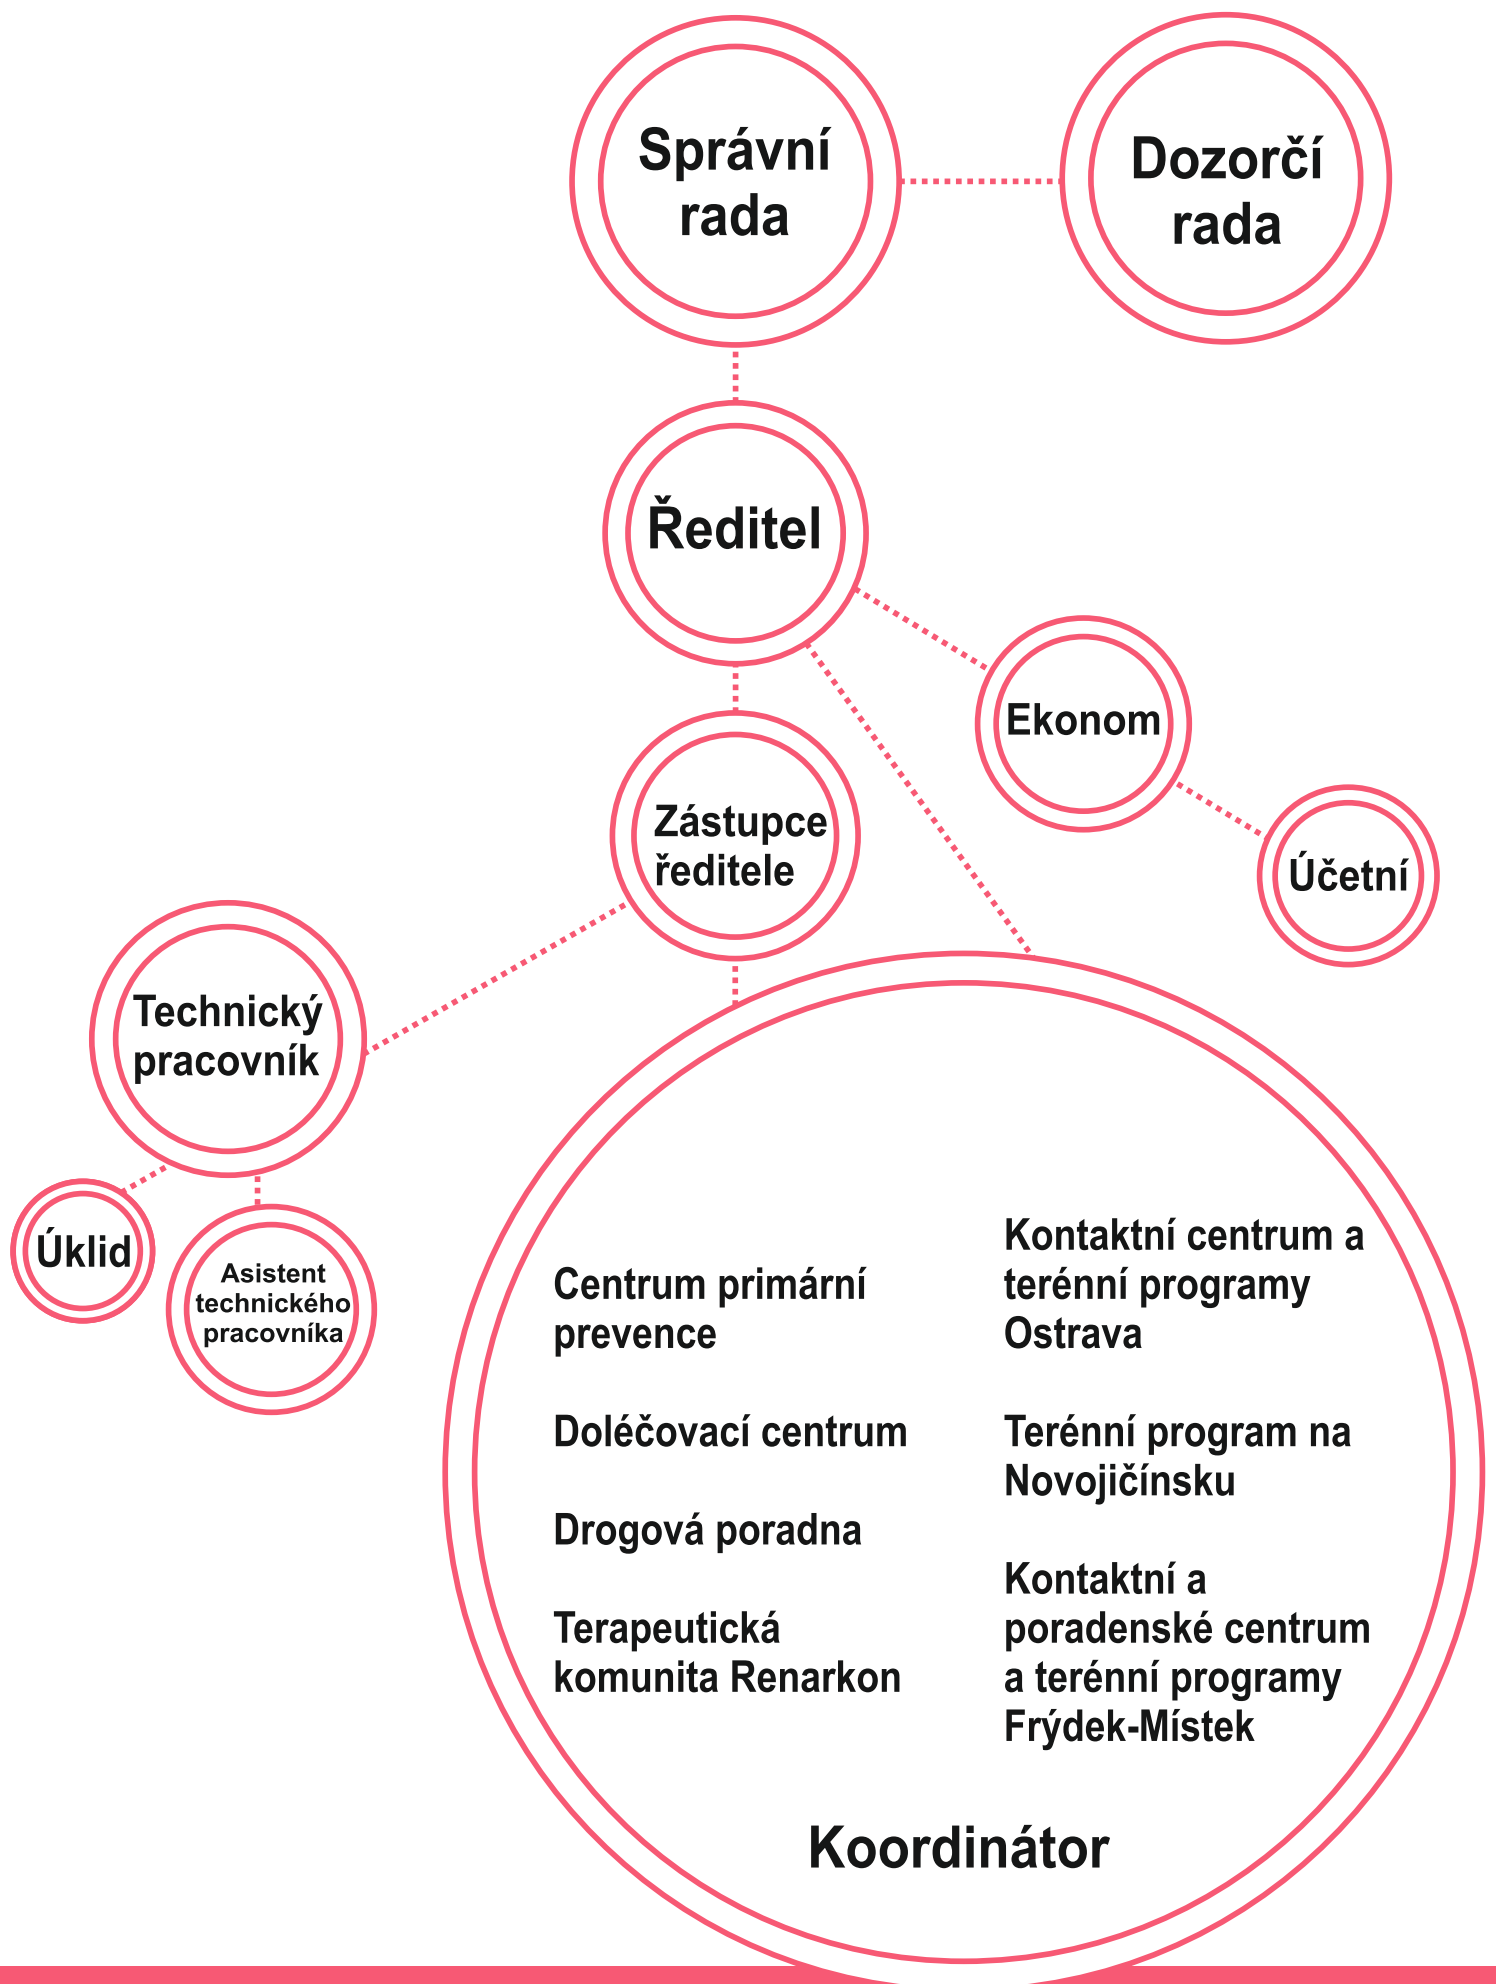 Správní
rada
Dozorčí
rada
Ředitel
Ekonom
Zástupce
ředitele
Účetní
Technický
pracovník
Úklid
Asistent
technického
pracovníka
Centrum primární
prevence
Doléčovací centrum
Drogová poradna
Terapeutická
komunita Renarkon
Kontaktní centrum a
terénní programy
Ostrava
Terénní program na
Novojičínsku
Kontaktní a
poradenské centrum
a terénní programy
Frýdek-Místek
Koordinátor